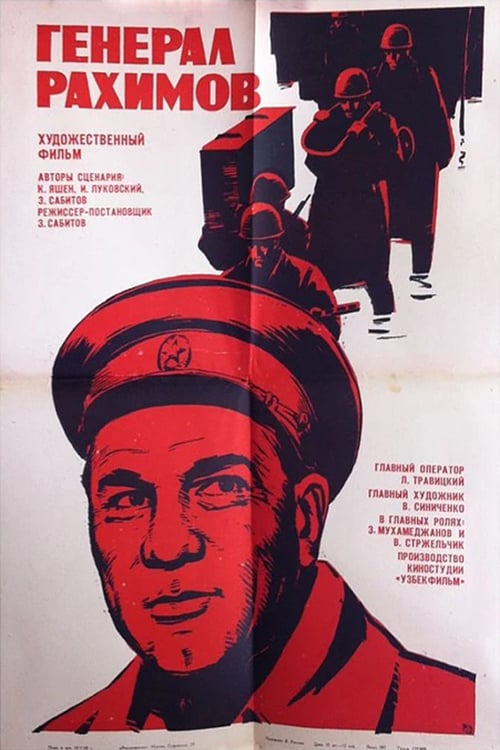 ГЕНЕРАЛ
РАХИМОВ
ХУДОЖЕСТВЕННЫЙ
ФИЛЬМ
АВТОРЫ СЦЕНАРИЯ:
К. ЯШЕН, И. ЛУКОВСКИЙ,
З. САБИТОВ
РЕЖИССЕР-ПОСТАНОВЩИК
З. САБИТОВ
ГЛАВНЫЙ ОПЕРАТОР
Л. ТРАВИЦКИЙ
ГЛАВНЫЙ ХУДОЖНИК
В. СИНИЧЕНКО
В ГЛАВНЫХ РОЛЯХ:
З. МУХАМЕДЖАНОВ И
В. СТРЖЕЛЬЧИК
ПРОИЗВОДСТВО
КИНОСТУДИИ
«УЗБЕКФИЛЬМ»